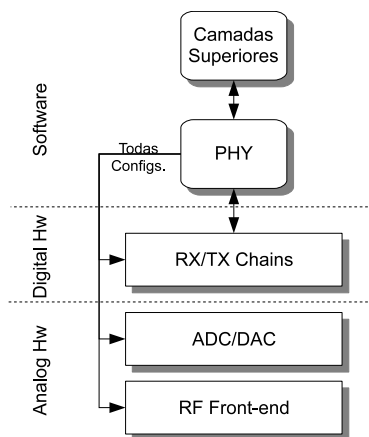 Camadas
Superiores
Software
Todas
Configs.
PHY
Digital Hw
RX/TX Chains
Analog Hw
ADC/DAC
RF Front-end